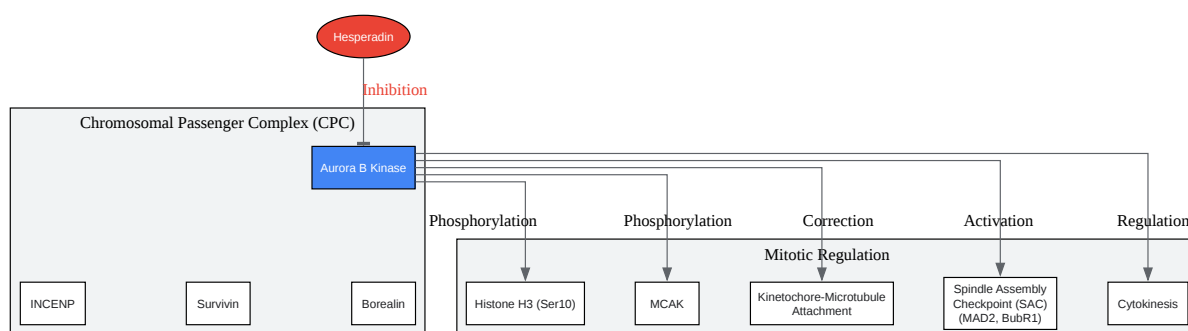 Hesperadin
Inhibition
Chromosomal Passenger Complex (CPC)
Aurora B Kinase
Phosphorylation
Phosphorylation
Correction
Activation
Regulation
Mitotic Regulation
INCENP
Survivin
Borealin
Histone H3 (Ser10)
MCAK
Kinetochore-Microtubule
Attachment
Spindle Assembly
Checkpoint (SAC)
(MAD2, BubR1)
Cytokinesis